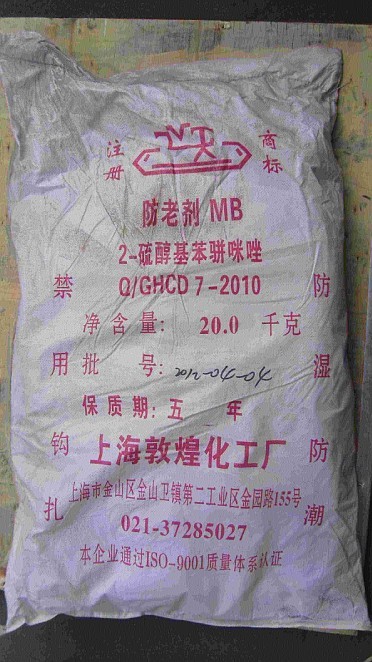 注册 商标
防老剂 MB
2-硫醇基苯骈咪唑
Q/GHCD 7-2010
净含量: 20.0 千克
批 号:
保质期: 五 年
上海敦煌化工厂
上海市金山区金山卫镇第二工业区金园路155号
021-37285027
本企业通过ISO-9001质量体系认证
禁用钩扎
防湿防潮